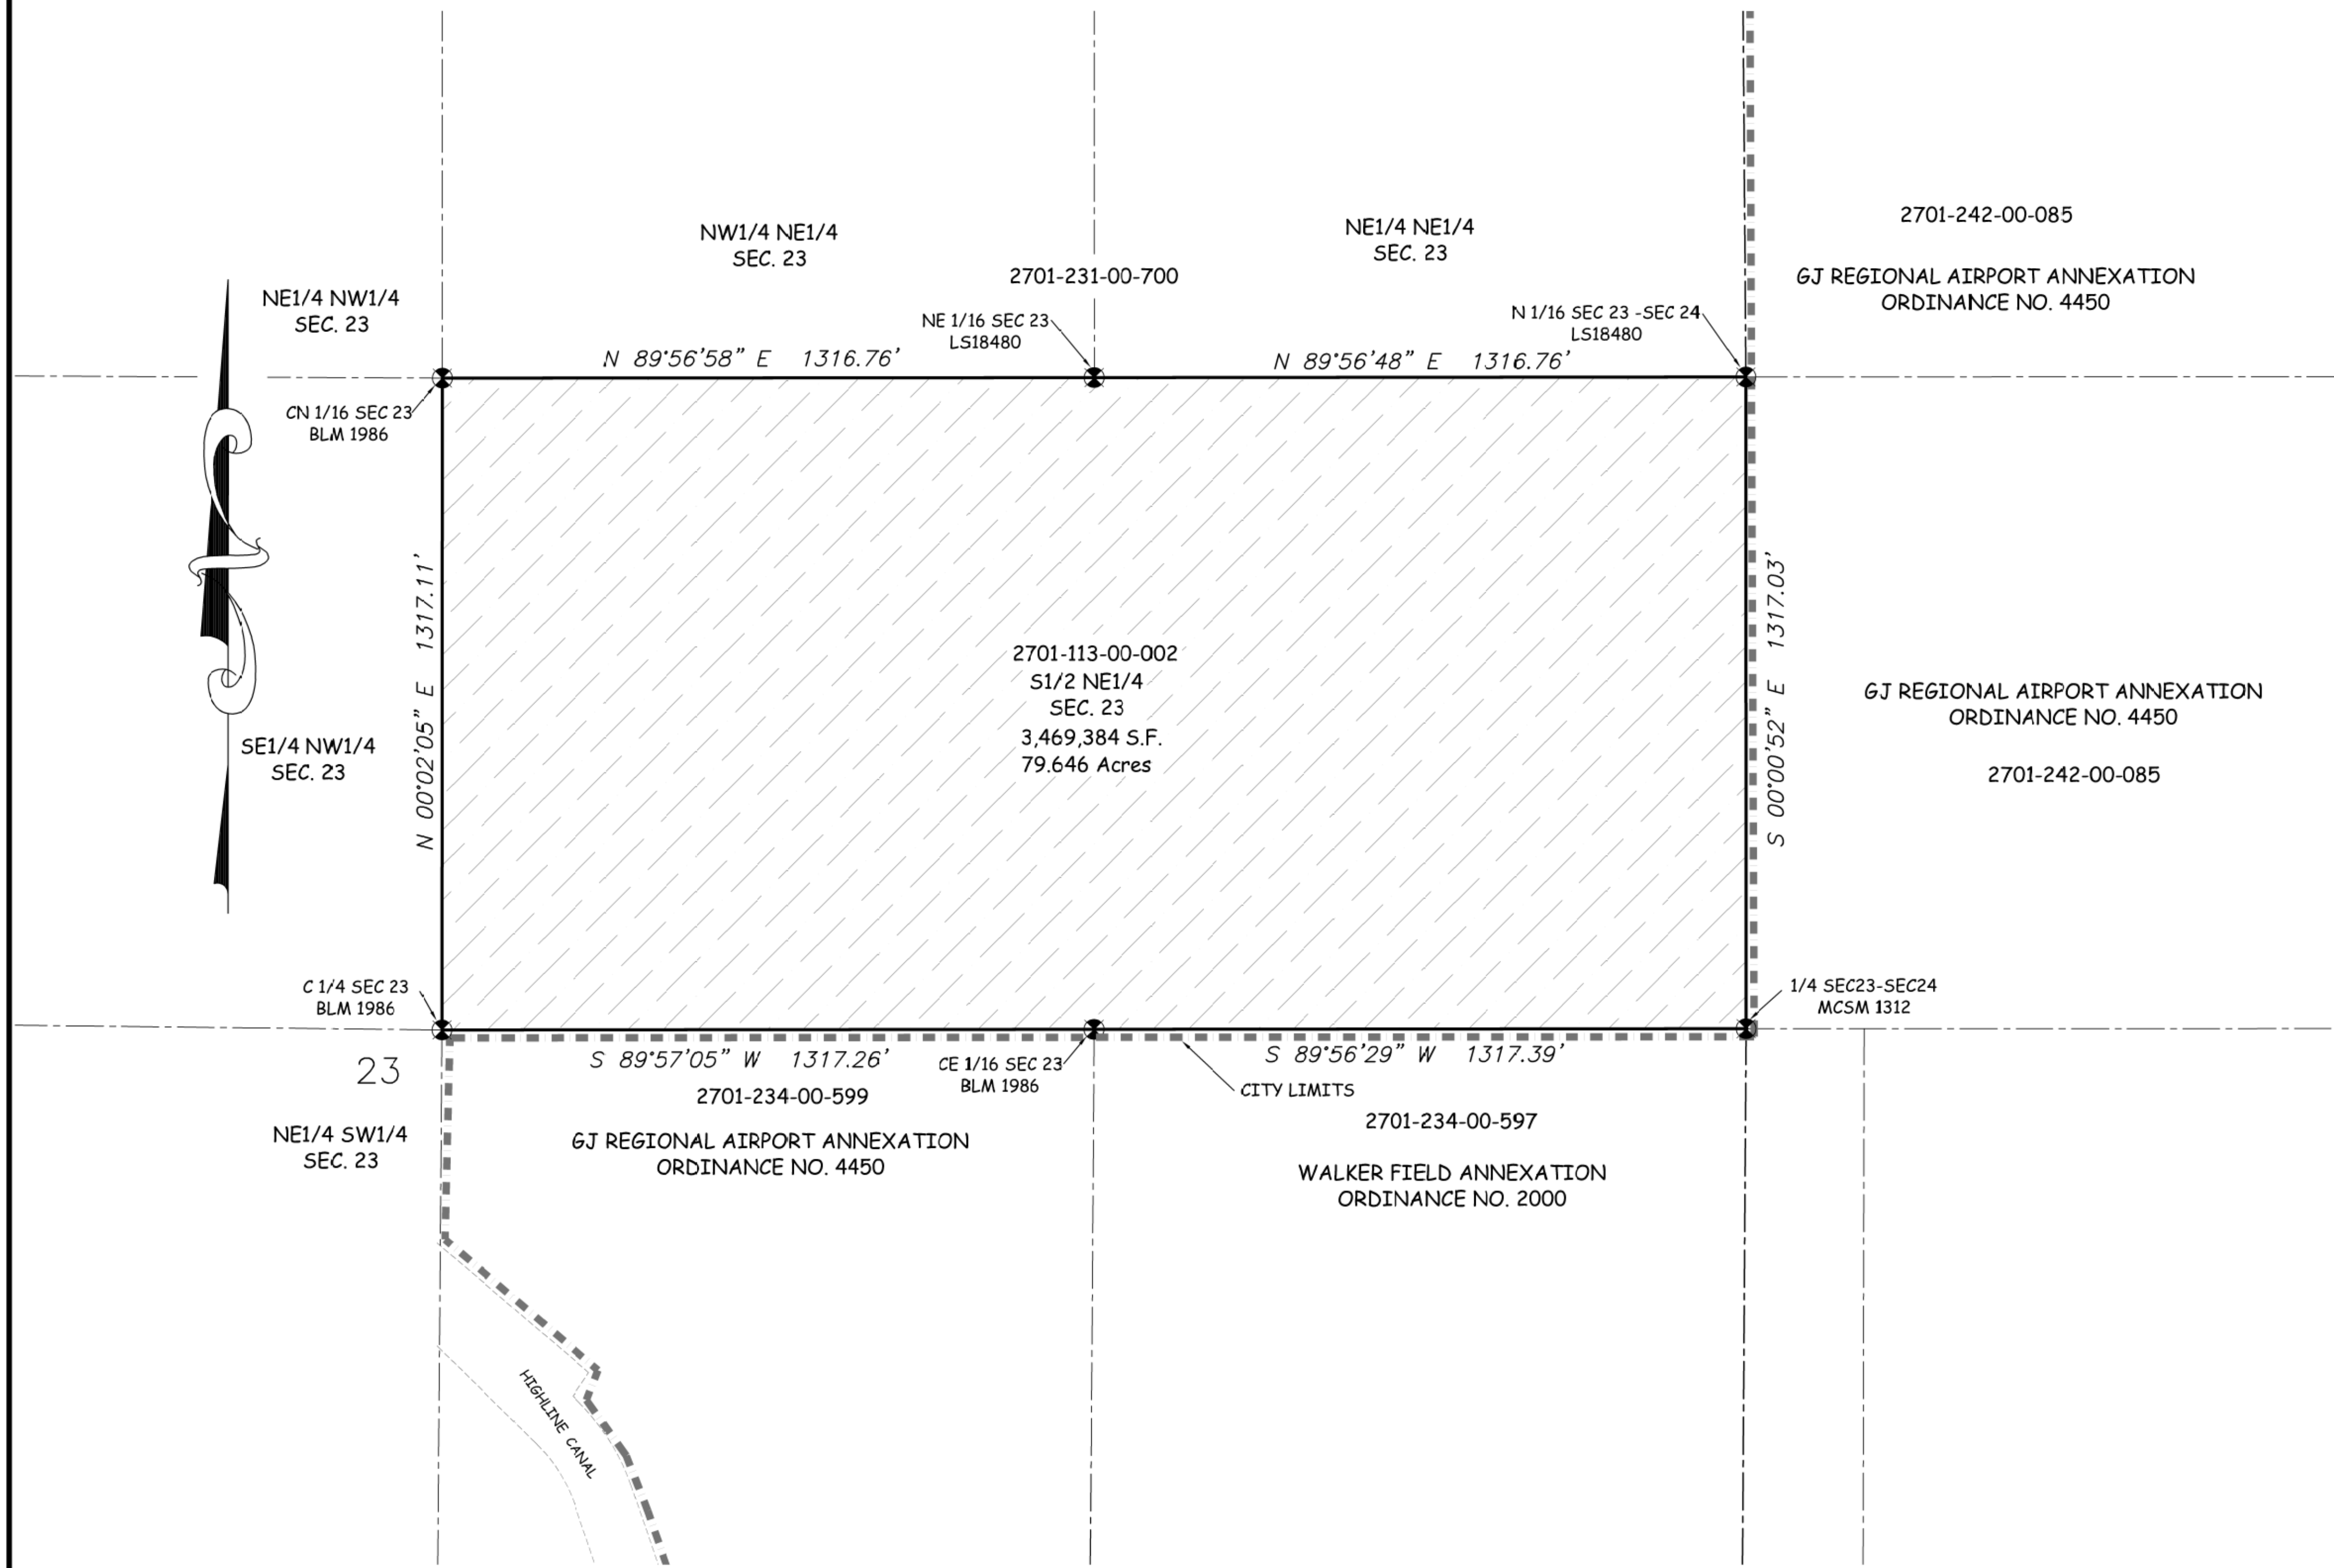 2701-242-00-085
NW1/4 NE1/4
SEC. 23
NE1/4 NE1/4
SEC. 23
2701-231-00-700
GJ REGIONAL AIRPORT ANNEXATION
ORDINANCE NO. 4450
NE1/4 NW1/4
SEC. 23
NE 1/16 SEC 23
LS18480
N 1/16 SEC 23 -SEC 24
LS18480
N 89°56'58" E 1316.76'
N 89°56'48" E 1316.76'
CN 1/16 SEC 23
BLM 1986
N 00°02'05" E 1317.11'
S 00°00'52" E 1317.03'
2701-113-00-002
S1/2 NE1/4
SEC. 23
3,469,384 S.F.
79.646 Acres
GJ REGIONAL AIRPORT ANNEXATION
ORDINANCE NO. 4450
2701-242-00-085
SE1/4 NW1/4
SEC. 23
C 1/4 SEC 23
BLM 1986
1/4 SEC23-SEC24
MCSM 1312
23
S 89°57'05" W 1317.26'
CE 1/16 SEC 23
BLM 1986
S 89°56'29" W 1317.39'
CITY LIMITS
2701-234-00-599
2701-234-00-597
NE1/4 SW1/4
SEC. 23
GJ REGIONAL AIRPORT ANNEXATION
ORDINANCE NO. 4450
WALKER FIELD ANNEXATION
ORDINANCE NO. 2000
HIGHLINE CANAL